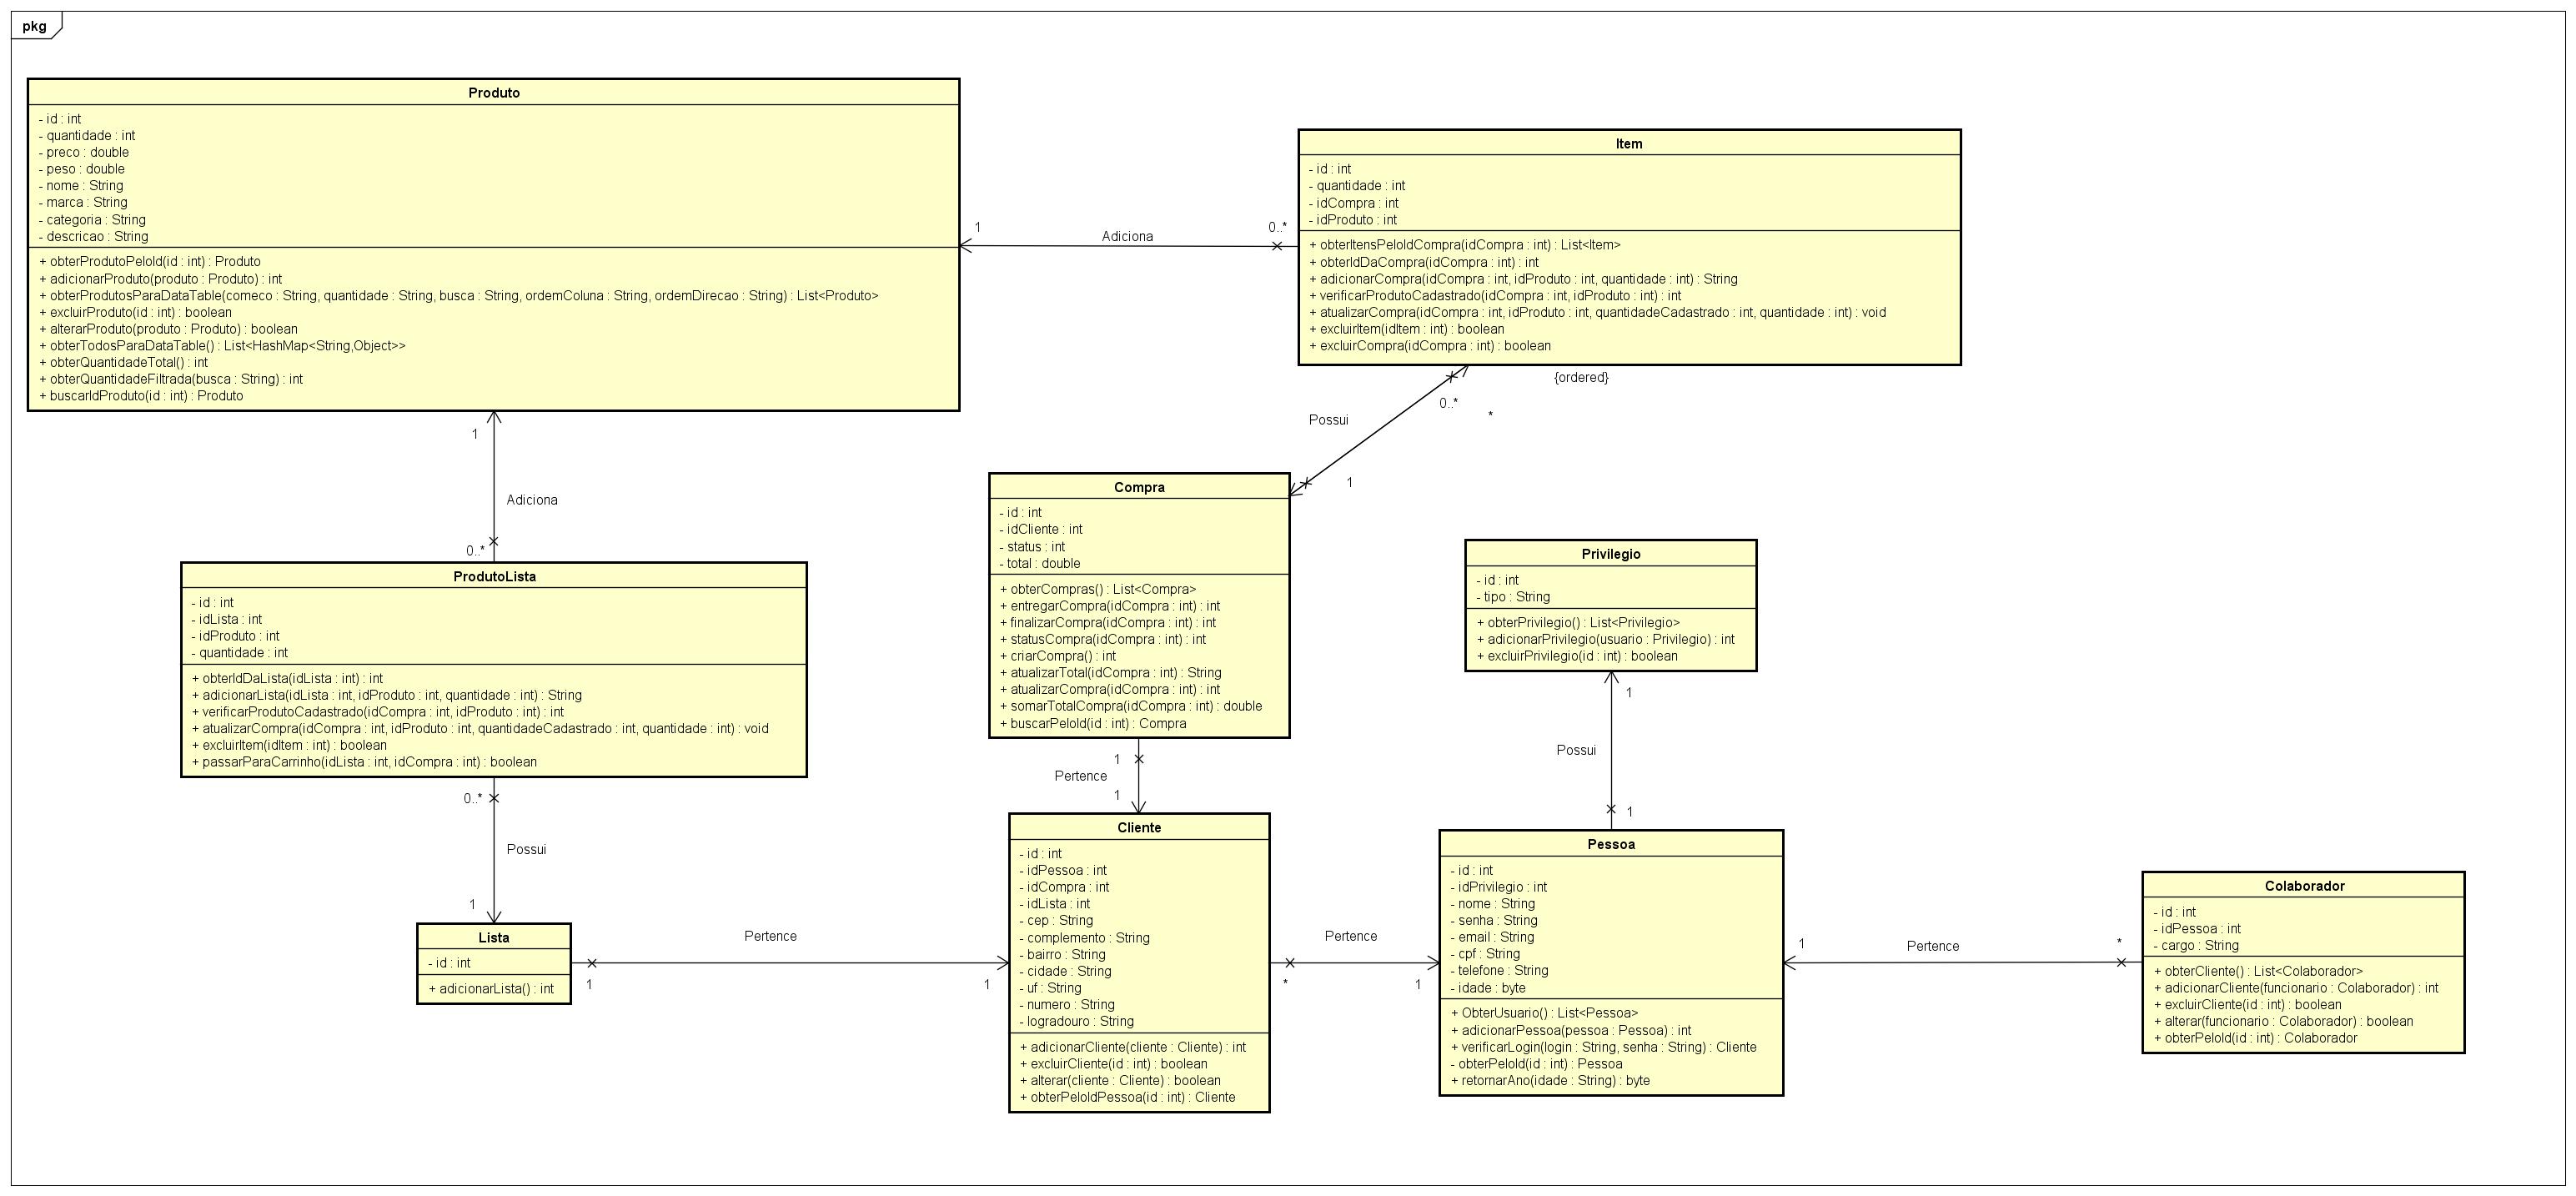 pkg
Produto
- id : int
- quantidade : int
- preco : double
- peso : double
- nome : String
- marca : String
- categoria : String
- descricao : String
+ obterProdutoPeloId(id : int) : Produto
+ adicionarProduto(produto : Produto) : int
+ obterProdutosParaDataTable(comeco : String, quantidade : String, busca : String, ordemColuna : String, ordemDirecao : String) : List<Produto>
+ excluirProduto(id : int) : boolean
+ alterarProduto(produto : Produto) : boolean
+ obterTodosParaDataTable() : List<HashMap<String,Object>>
+ obterQuantidadeTotal() : int
+ obterQuantidadeFiltrada(busca : String) : int
+ buscarIdProduto(id : int) : Produto
1
Adiciona
0..*
Item
- id : int
- quantidade : int
- idCompra : int
- idProduto : int
+ obterItensPeloIdCompra(idCompra : int) : List<Item>
+ obterIdDaCompra(idCompra : int) : int
+ adicionarCompra(idCompra : int, idProduto : int, quantidade : int) : String
+ verificarProdutoCadastrado(idCompra : int, idProduto : int) : int
+ atualizarCompra(idCompra : int, idProduto : int, quantidadeCadastrado : int, quantidade : int) : void
+ excluirItem(idItem : int) : boolean
+ excluirCompra(idCompra : int) : boolean
{ordered}
0..*
*
Possui
1
1
Adiciona
0..*
ProdutoLista
- id : int
- idLista : int
- idProduto : int
- quantidade : int
+ obterIdDaLista(idLista : int) : int
+ adicionarLista(idLista : int, idProduto : int, quantidade : int) : String
+ verificarProdutoCadastrado(idCompra : int, idProduto : int) : int
+ atualizarCompra(idCompra : int, idProduto : int, quantidadeCadastrado : int, quantidade : int) : void
+ excluirItem(idItem : int) : boolean
+ passarParaCarrinho(idLista : int, idCompra : int) : boolean
0..*
Possui
1
Compra
- id : int
- idCliente : int
- status : int
- total : double
+ obterCompras() : List<Compra>
+ entregarCompra(idCompra : int) : int
+ finalizarCompra(idCompra : int) : int
+ statusCompra(idCompra : int) : int
+ criarCompra() : int
+ atualizarTotal(idCompra : int) : String
+ atualizarCompra(idCompra : int) : int
+ somarTotalCompra(idCompra : int) : double
+ buscarPeloId(id : int) : Compra
1
Pertence
1
Privilegio
- id : int
- tipo : String
+ obterPrivilegio() : List<Privilegio>
+ adicionarPrivilegio(usuario : Privilegio) : int
+ excluirPrivilegio(id : int) : boolean
1
Possui
1
Lista
- id : int
+ adicionarLista() : int
Pertence
1
1
Cliente
- id : int
- idPessoa : int
- idCompra : int
- idLista : int
- cep : String
- complemento : String
- bairro : String
- cidade : String
- uf : String
- numero : String
- logradouro : String
+ adicionarCliente(cliente : Cliente) : int
+ excluirCliente(id : int) : boolean
+ alterar(cliente : Cliente) : boolean
+ obterPeloIdPessoa(id : int) : Cliente
Pertence
*
1
Pessoa
- id : int
- idPrivilegio : int
- nome : String
- senha : String
- email : String
- cpf : String
- telefone : String
- idade : byte
+ ObterUsuario() : List<Pessoa>
+ adicionarPessoa(pessoa : Pessoa) : int
+ verificarLogin(login : String, senha : String) : Cliente
- obterPeloId(id : int) : Pessoa
+ retornarAno(idade : String) : byte
1
Pertence
*
Colaborador
- id : int
- idPessoa : int
- cargo : String
+ obterCliente() : List<Colaborador>
+ adicionarCliente(funcionario : Colaborador) : int
+ excluirCliente(id : int) : boolean
+ alterar(funcionario : Colaborador) : boolean
+ obterPeloId(id : int) : Colaborador